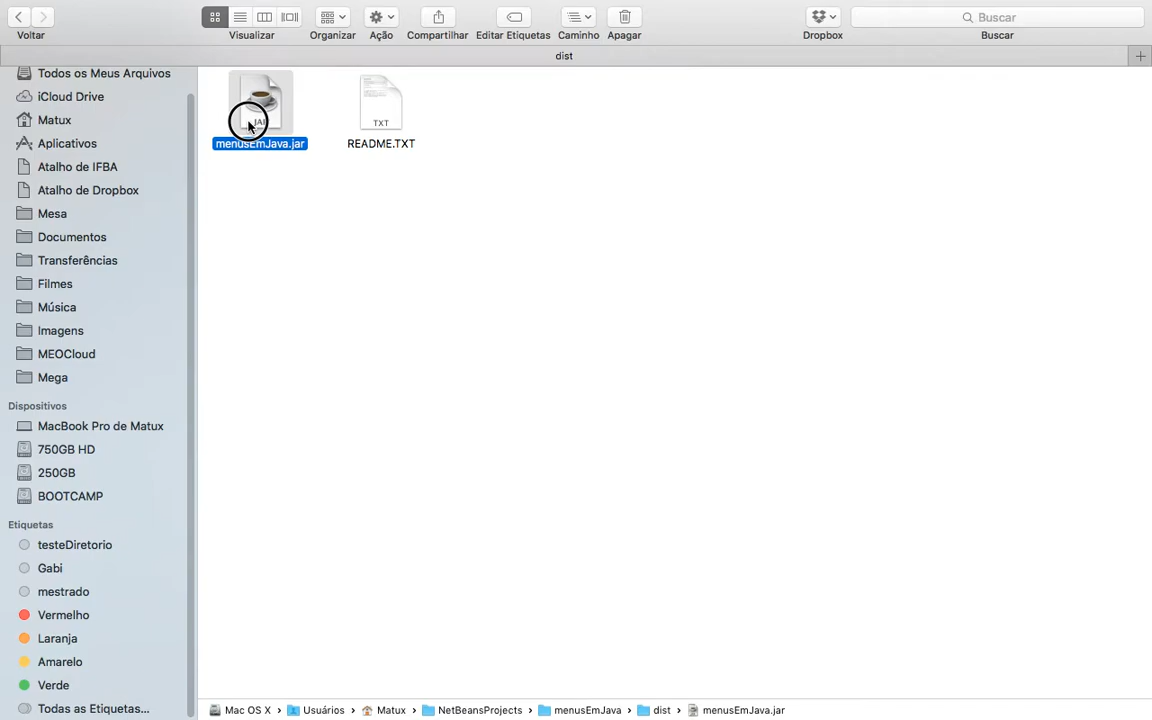 Voltar
Visualizar
Organizar
Ação
Compartilhar
Editar Etiquetas
Caminho
Apagar
Dropbox
Buscar
Buscar
dist
Todos os Meus Arquivos
iCloud Drive
Matux
Aplicativos
Atalho de IFBA
Atalho de Dropbox
Mesa
Documentos
Transferências
Filmes
Música
Imagens
MEOCloud
Mega
Dispositivos
MacBook Pro de Matux
750GB HD
250GB
BOOTCAMP
Etiquetas
testeDiretorio
Gabi
mestrado
Vermelho
Laranja
Amarelo
Verde
Todas as Etiquetas...
menusEmJava.jar
TXT
README.TXT
Mac OS X › Usuários › Matux › NetBeansProjects › menusEmJava › dist › menusEmJava.jar